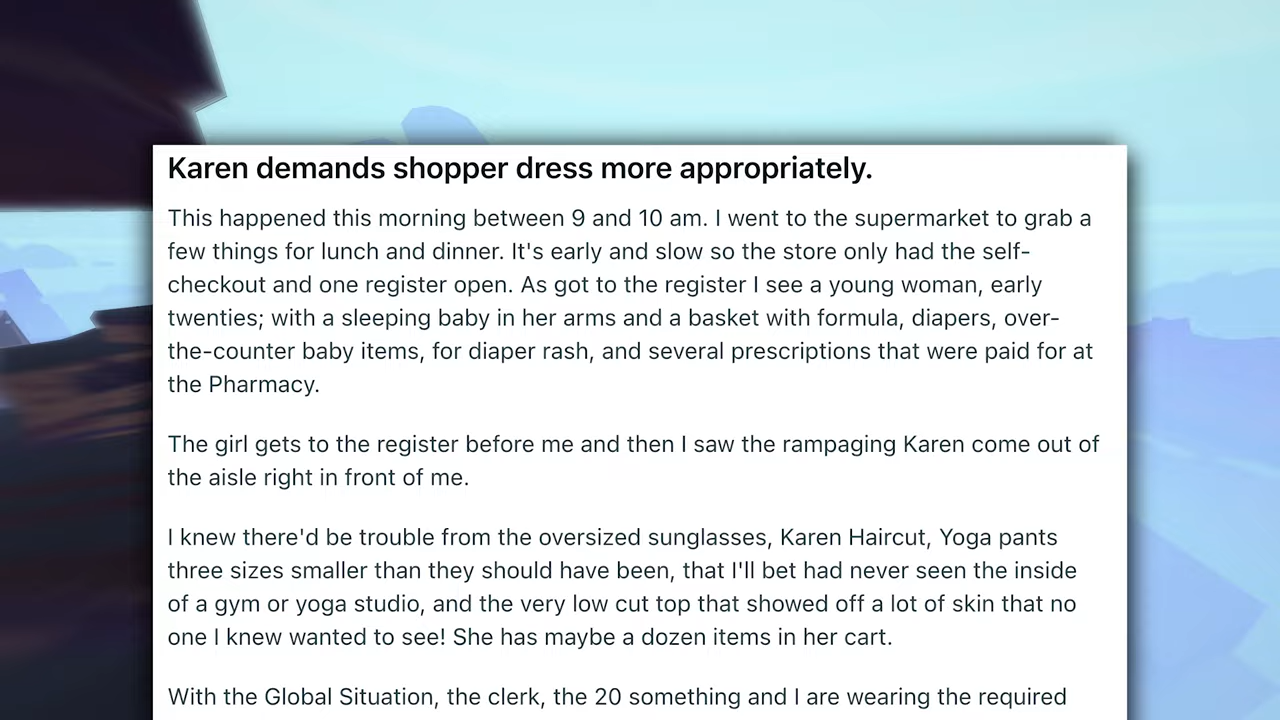 Karen demands shopper dress more appropriately.
This happened this morning between 9 and 10 am. I went to the supermarket to grab a
few things for lunch and dinner. It's early and slow so the store only had the self-
checkout and one register open. As got to the register I see a young woman, early
twenties; with a sleeping baby in her arms and a basket with formula, diapers, over-
the-counter baby items, for diaper rash, and several prescriptions that were paid for at
the Pharmacy.
The girl gets to the register before me and then I saw the rampaging Karen come out of
the aisle right in front of me.
I knew there'd be trouble from the oversized sunglasses, Karen Haircut, Yoga pants
three sizes smaller than they should have been, that I'll bet had never seen the inside
of a gym or yoga studio, and the very low cut top that showed off a lot of skin that no
one I knew wanted to see! She has maybe a dozen items in her cart.
With the Global Situation, the clerk, the 20 something and I are wearing the required